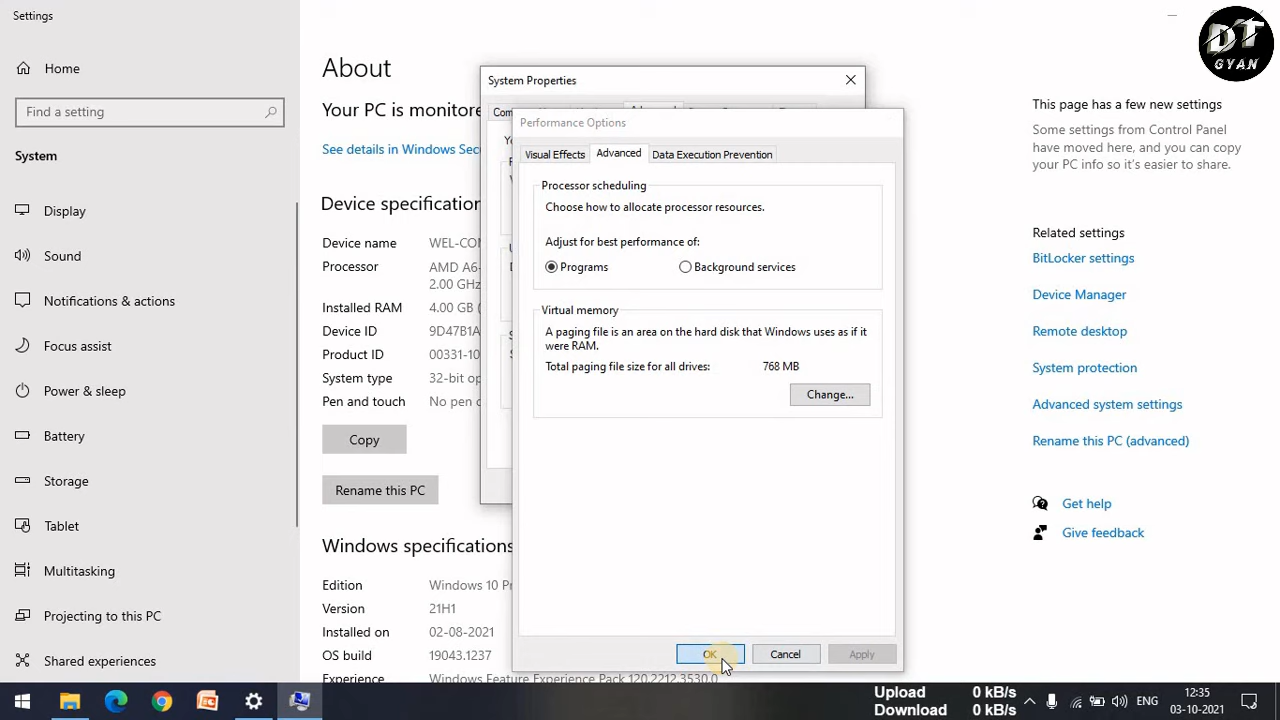 Settings
Home
Find a setting
System
Display
Sound
Notifications & actions
Focus assist
Power & sleep
Battery
Storage
Tablet
Multitasking
Projecting to this PC
Shared experiences
About
Your PC is monitore
See details in Windows Sec
Device specification
Device name WEL-COM
Processor AMD A6-
2.00 GHz
Installed RAM 4.00 GB (
Device ID 9D47B1A
Product ID 00331-10
System type 32-bit op
Pen and touch No pen o
Copy
Rename this PC
Windows specifications
Edition Windows 10 Pr
Version 21H1
Installed on 02-08-2021
OS build 19043.1237
Experience Windows Feature Experience Pack 120.2212.3530.0
System Properties
Com
Performance Options
Visual Effects
Advanced
Data Execution Prevention
Processor scheduling
Choose how to allocate processor resources.
Adjust for best performance of:
Programs
Background services
Virtual memory
A paging file is an area on the hard disk that Windows uses as if it
were RAM.
Total paging file size for all drives: 768 MB
Change...
OK
Cancel
Apply
DT
GYAN
This page has a few new settings
Some settings from Control Panel
have moved here, and you can copy
your PC info so it's easier to share.
Related settings
BitLocker settings
Device Manager
Remote desktop
System protection
Advanced system settings
Rename this PC (advanced)
Get help
Give feedback
Upload 0 kB/s
Download 0 kB/s
ENG
12:35
03-10-2021